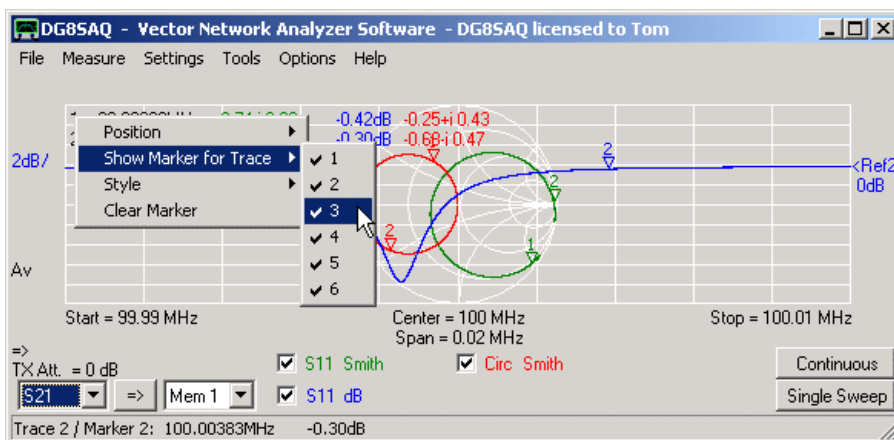 DG8SAQ - Vector Network Analyzer Software - DG8SAQ licensed to Tom
File Measure Settings Tools Options Help
-0.42dB -0.25+i 0.43
-0.30dB -0.68-i 0.47
Position
Show Marker for Trace
Style
Clear Marker
1
2
3
4
5
6
2dB/
2
2
2
1
<Ref2
0dB
Av
Start = 99.99 MHz
Center = 100 MHz
Stop = 100.01 MHz
Span = 0.02 MHz
=>
TX Att. = 0 dB
S11 Smith
Circ Smith
Continuous
S21
=>
Mem 1
S11 dB
Single Sweep
Trace 2 / Marker 2: 100.00383MHz -0.30dB